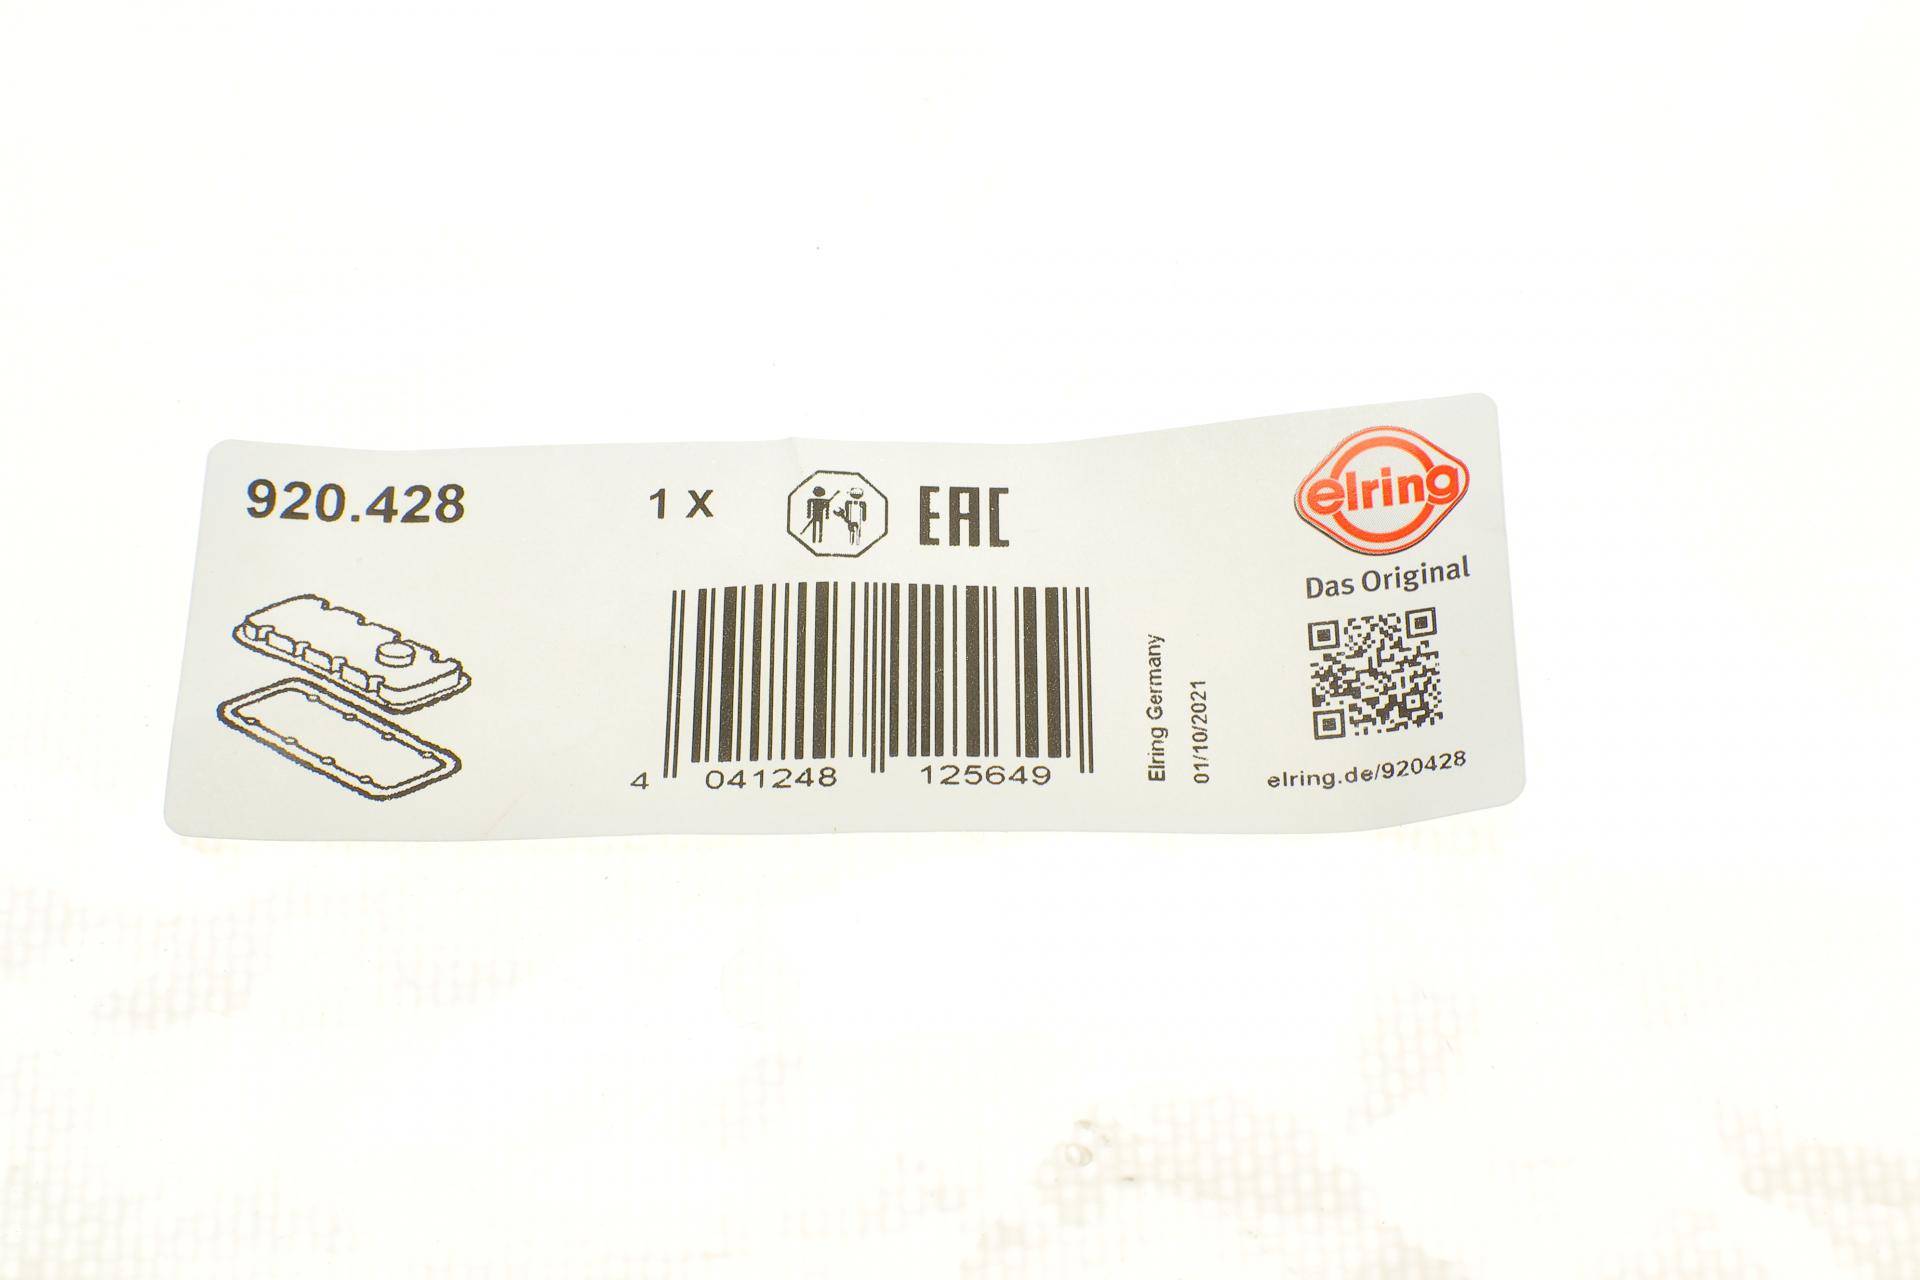 920.428
1 X
EAC
elring
Das Original
4 041248 125649
Elring Germany
01/10/2021
elring.de/920428